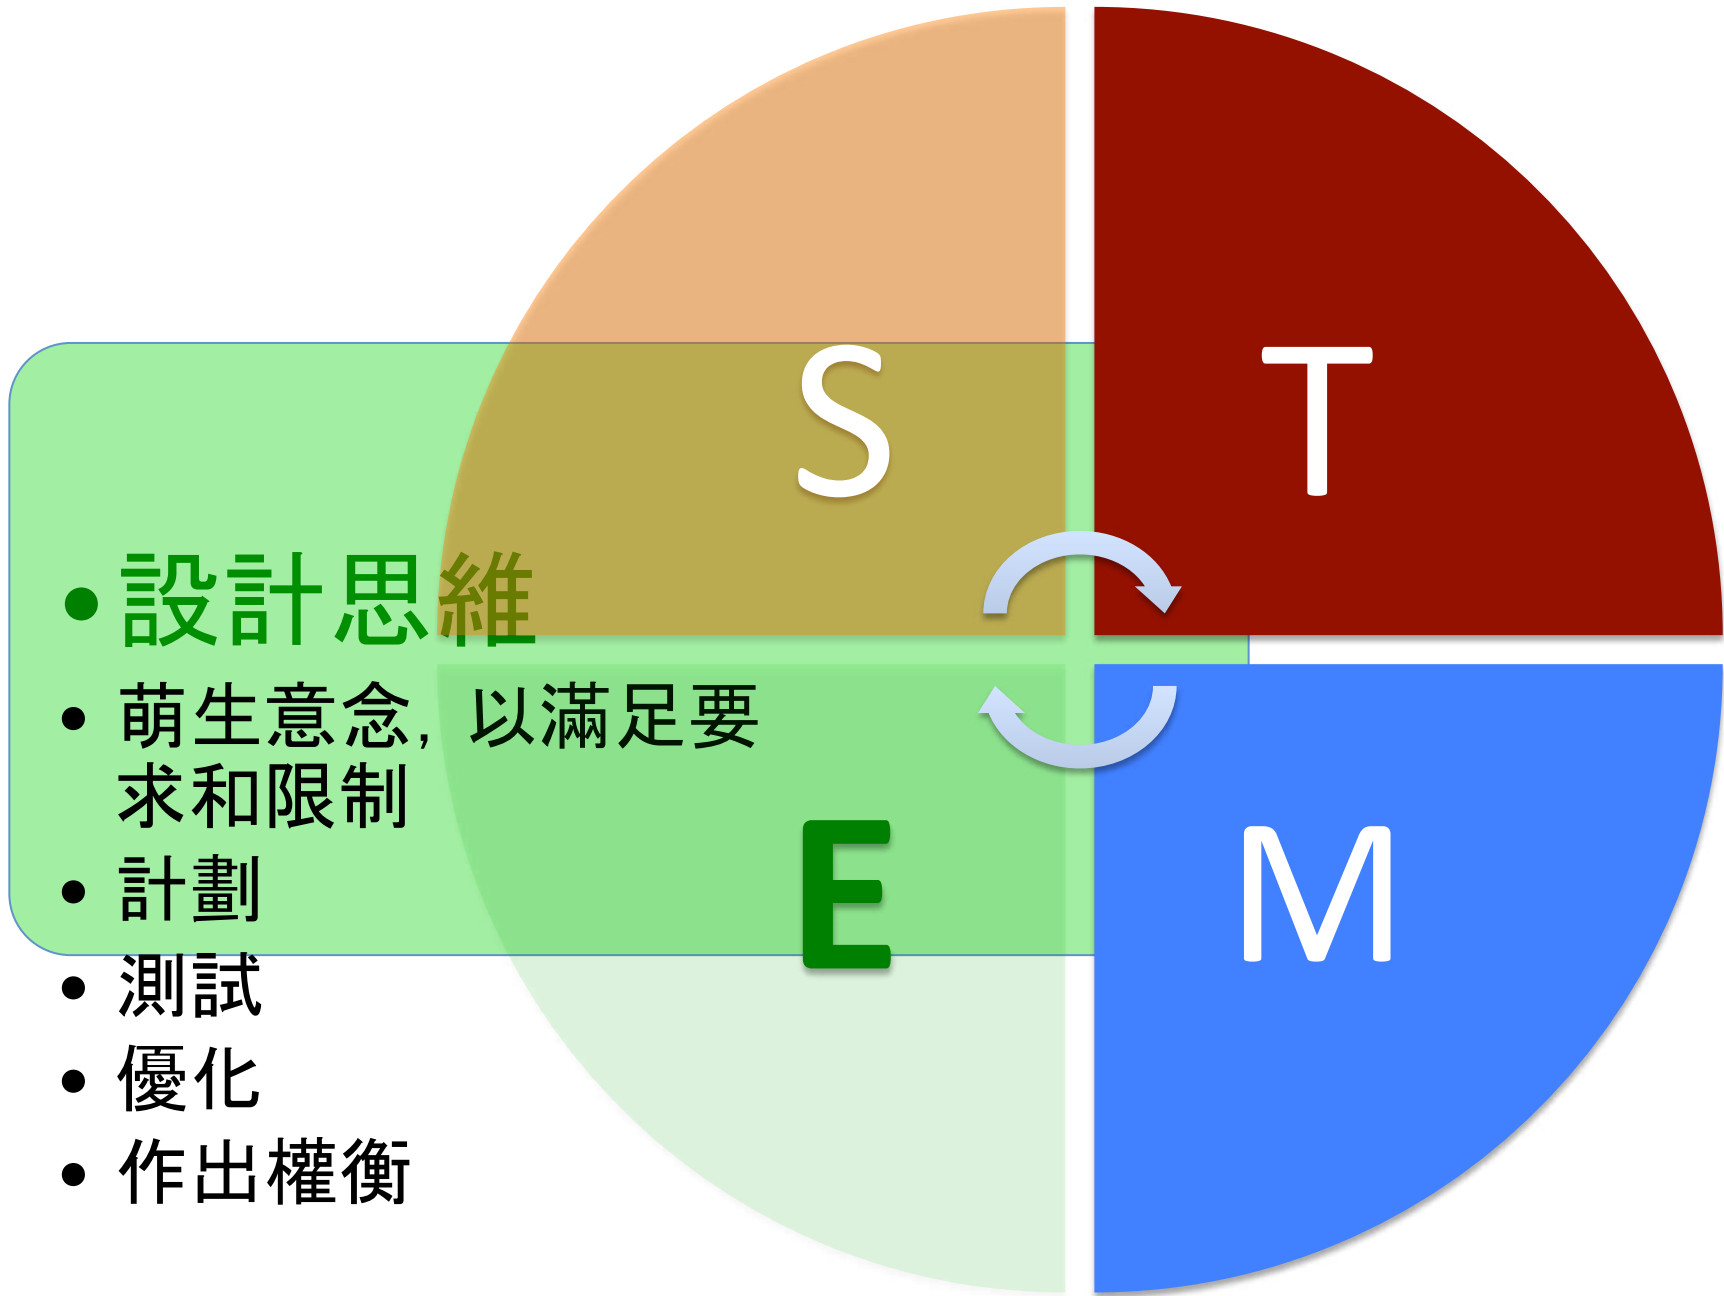 S
T
•設計思維
• 萌生意念, 以滿足要
求和限制
• 計劃
• 測試
• 優化
• 作出權衡
E
M